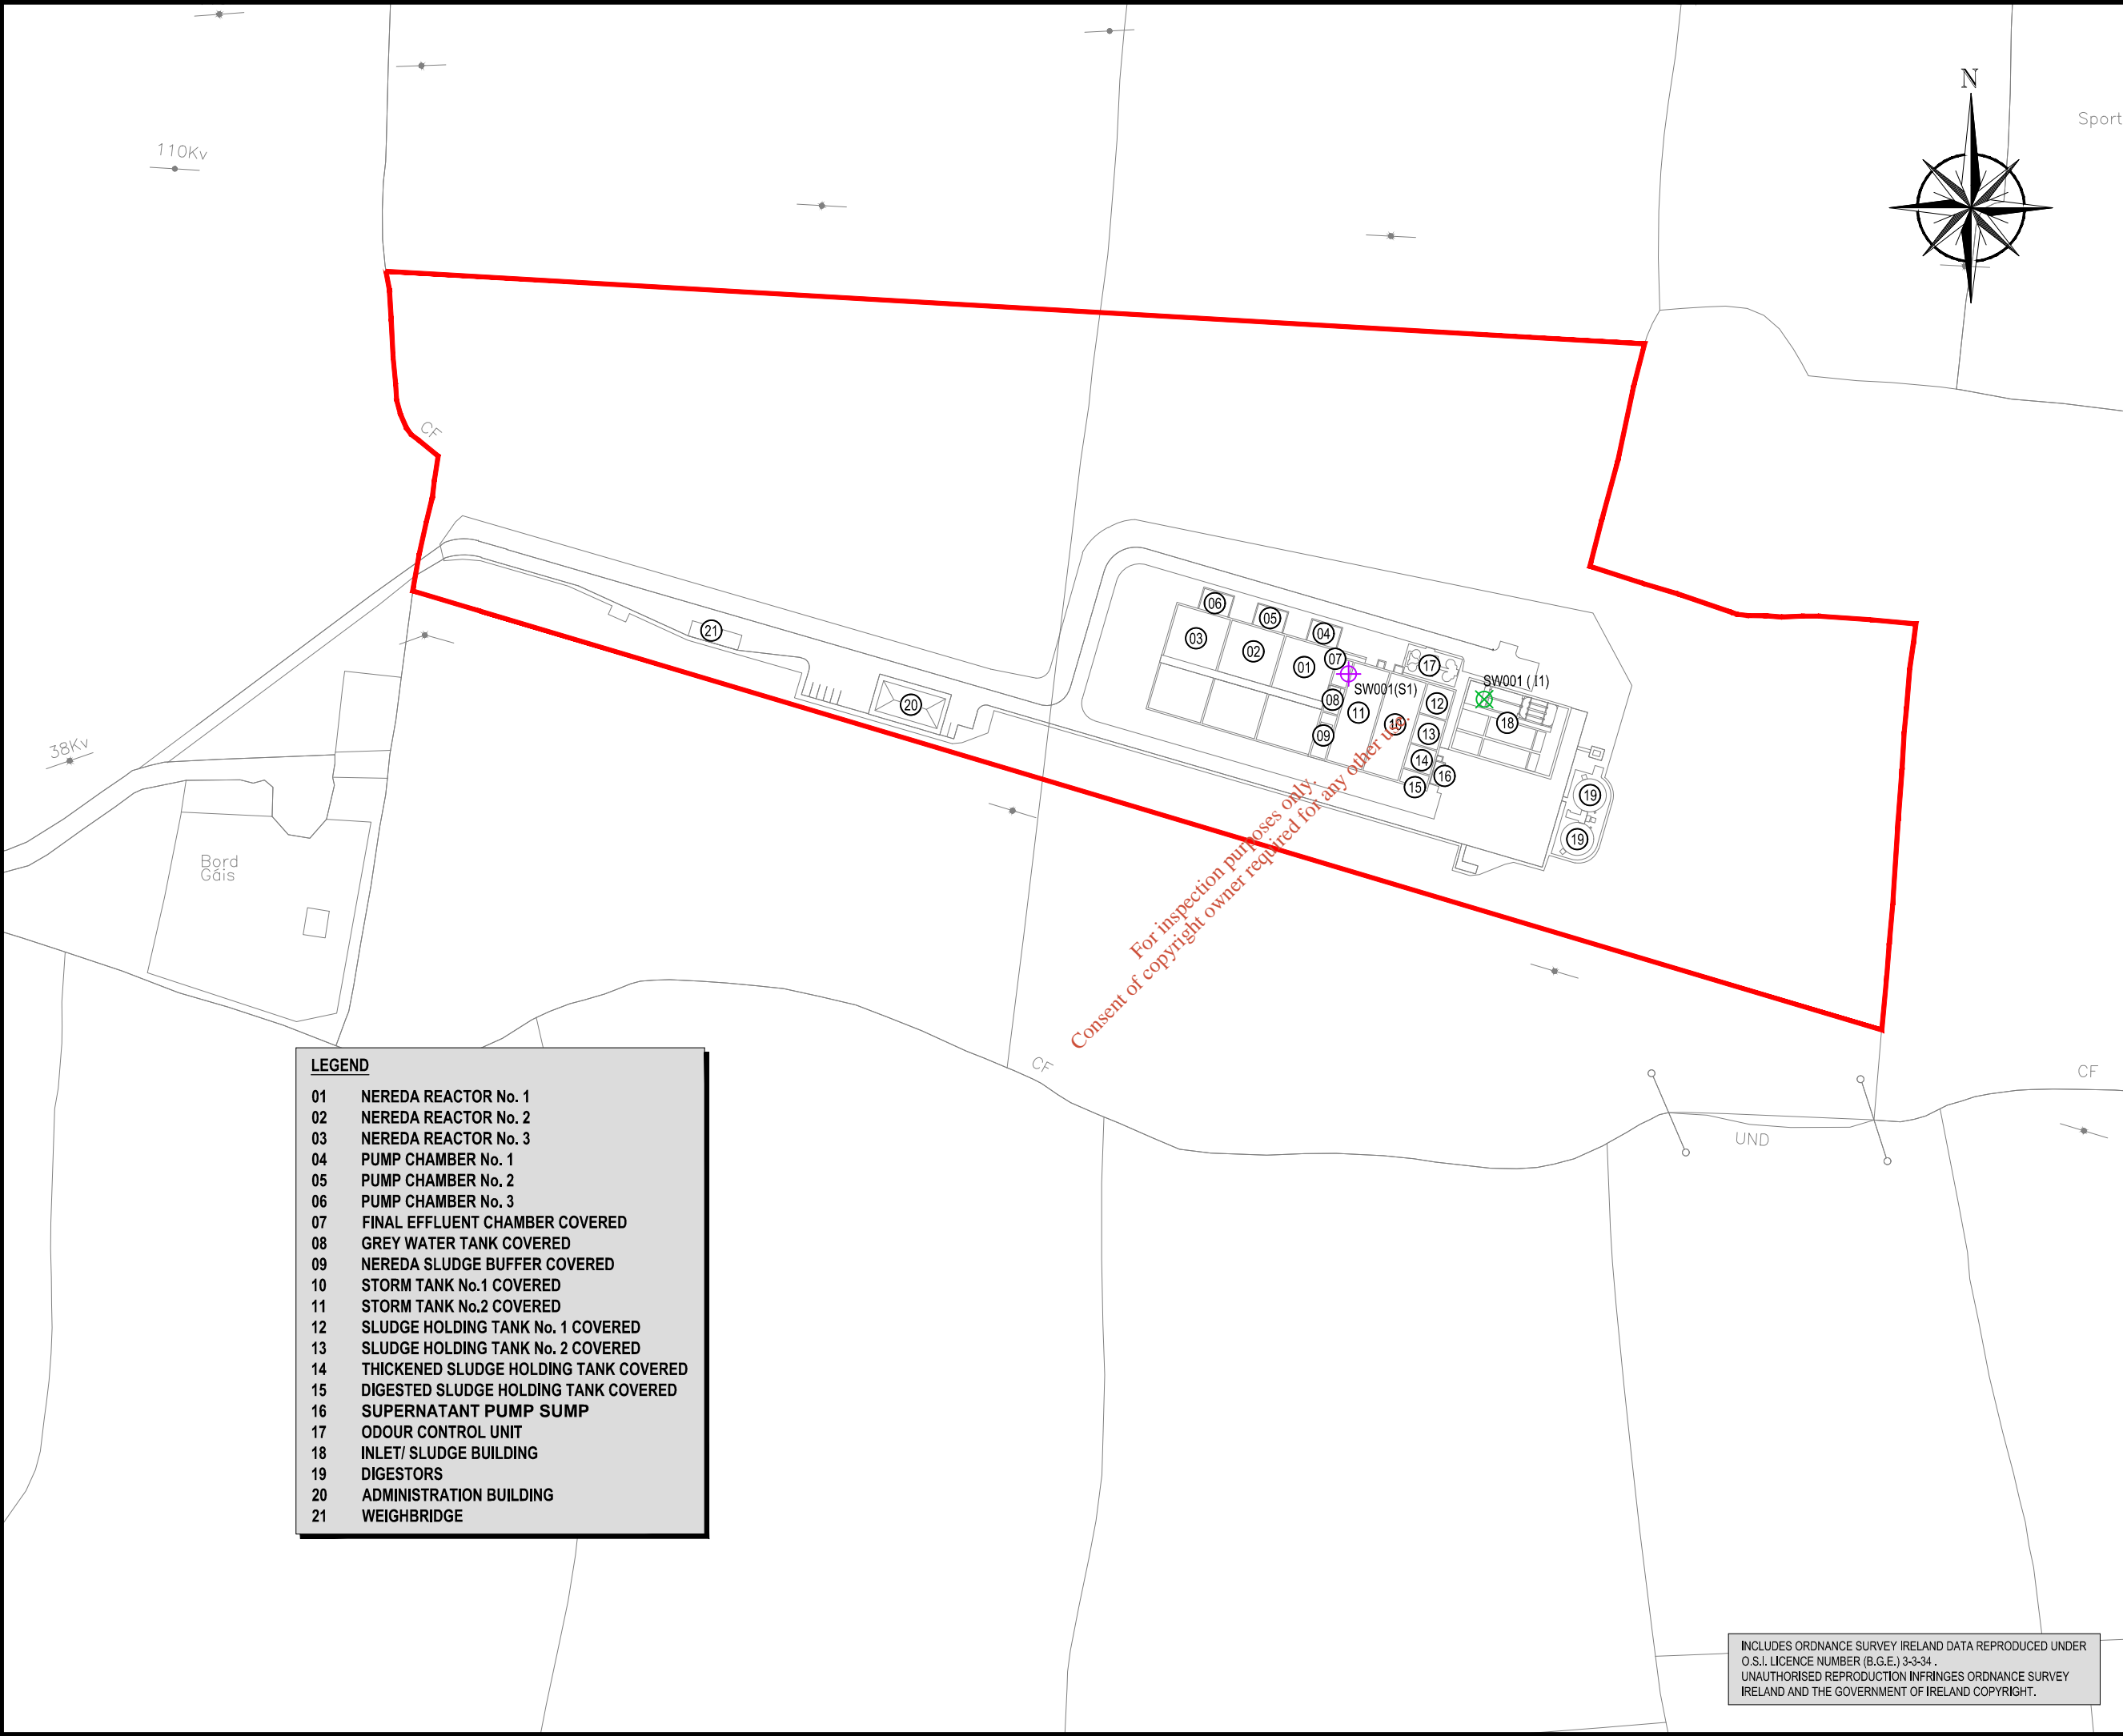 N
Sport
110Kv
CF
06
05
04
03
02
01
07
17
21
SW001(S1)
SW001 ( I1)
08
12
20
11
10
18
09
13
38Kv
14
16
15
19
19
Bord
Gáis
For inspection purposes only.
Consent of copyright owner required for any other use.
CF
CF
UND
LEGEND
01 NEREDA REACTOR No. 1
02 NEREDA REACTOR No. 2
03 NEREDA REACTOR No. 3
04 PUMP CHAMBER No. 1
05 PUMP CHAMBER No. 2
06 PUMP CHAMBER No. 3
07 FINAL EFFLUENT CHAMBER COVERED
08 GREY WATER TANK COVERED
09 NEREDA SLUDGE BUFFER COVERED
10 STORM TANK No.1 COVERED
11 STORM TANK No.2 COVERED
12 SLUDGE HOLDING TANK No. 1 COVERED
13 SLUDGE HOLDING TANK No. 2 COVERED
14 THICKENED SLUDGE HOLDING TANK COVERED
15 DIGESTED SLUDGE HOLDING TANK COVERED
16 SUPERNATANT PUMP SUMP
17 ODOUR CONTROL UNIT
18 INLET/ SLUDGE BUILDING
19 DIGESTORS
20 ADMINISTRATION BUILDING
21 WEIGHBRIDGE
INCLUDES ORDNANCE SURVEY IRELAND DATA REPRODUCED UNDER
O.S.I. LICENCE NUMBER (B.G.E.) 3-3-34 .
UNAUTHORISED REPRODUCTION INFRINGES ORDNANCE SURVEY
IRELAND AND THE GOVERNMENT OF IRELAND COPYRIGHT.